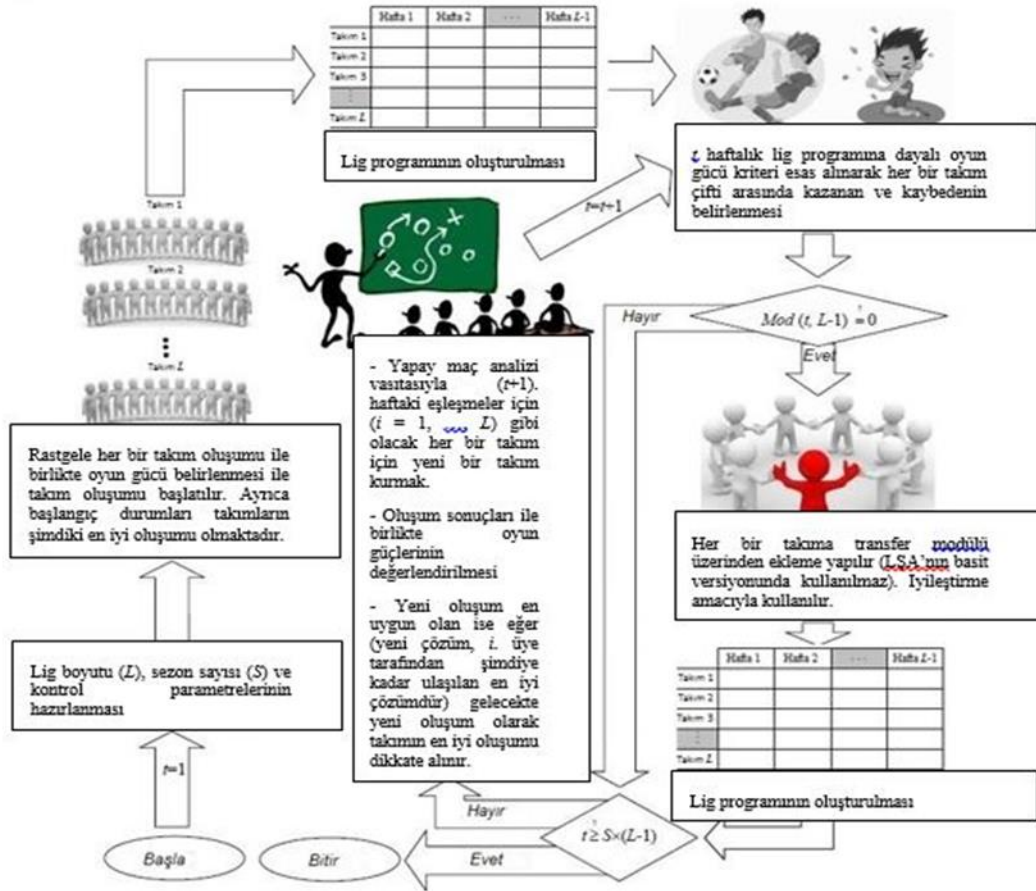 Hafta 1 Hafta 2 ... Hafta L-1
Takım 1
Takım 2
Takım 3
⋮
Takım L
Lig programının oluşturulması
t. haftalık lig programına dayalı oyun
gücü kriteri esas alınarak her bir takım
çifti arasında kazanan ve kaybedenin
belirlenmesi
t=t+1
Takım 1
Takım 2
⋮
Takım L
Hayır
Mod (t, L-1) ≟ 0
Evet
Rastgele her bir takım oluşumu ile
birlikte oyun gücü belirlenmesi ile
takım oluşumu başlatılır. Ayrıca
başlangıç durumları takımların
şimdiki en iyi oluşumu olmaktadır.
- Yapay maç analizi
vasıtasıyla (t+1).
haftaki eşleşmeler için
(i = 1, ..., L) gibi
olacak her bir takım
için yeni bir takım
kurmak.
- Oluşum sonuçları ile
birlikte oyun
güçlerinin
değerlendirilmesi
- Yeni oluşum en
uygun olan ise eğer
(yeni çözüm, i. üye
tarafından şimdiye
kadar ulaşılan en iyi
çözümdür) gelecekte
yeni oluşum olarak
takımın en iyi oluşumu
dikkate alınır.
Her bir takıma transfer modülü
üzerinden ekleme yapılır (LŞA’nın basit
versiyonunda kullanılmaz). Iyileştirme
amacıyla kullanılır.
Lig boyutu (L), sezon sayısı (S) ve
kontrol parametrelerinin
hazırlanması
t=1
Hafta 1 Hafta 2 ... Hafta L-1
Takım 1
Takım 2
Takım 3
⋮
Takım L
Lig programının oluşturulması
Hayır
t ≥? S×(L-1)
Evet
Başla
Bitir